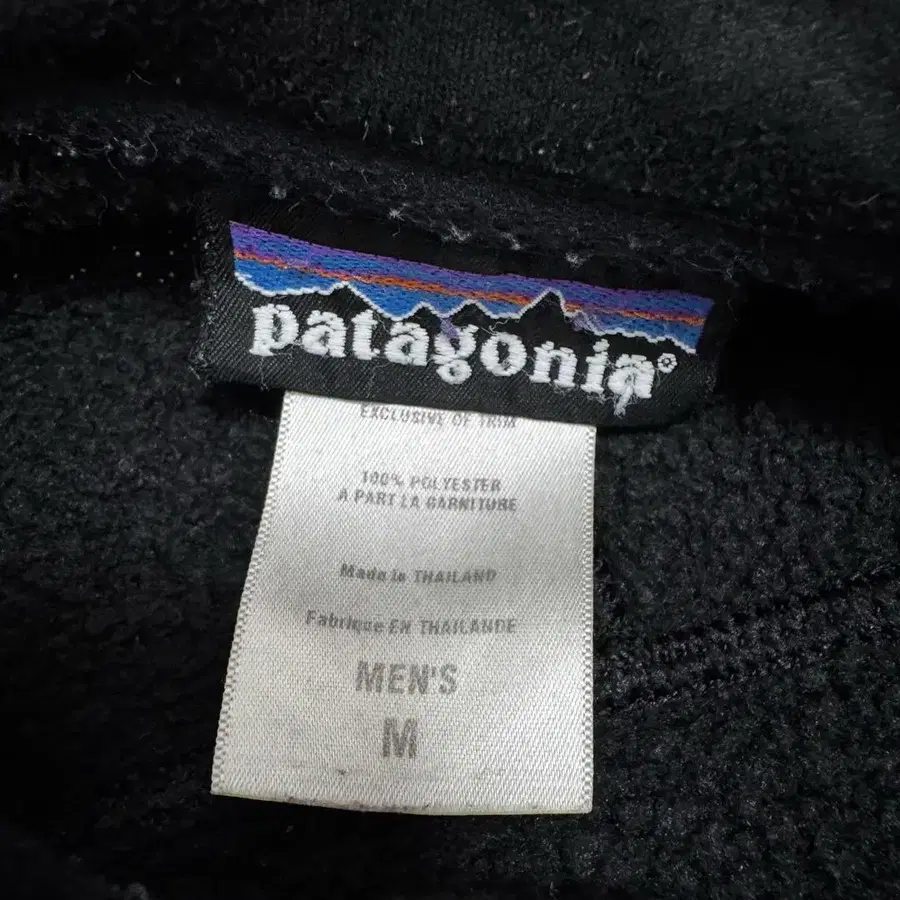 patagonia®
EXCLUSIVE OF TRIM
100% POLYESTER
A PART LA GARNITURE
Made in THAILAND
Fabrique EN THAILANDE
MEN'S
M